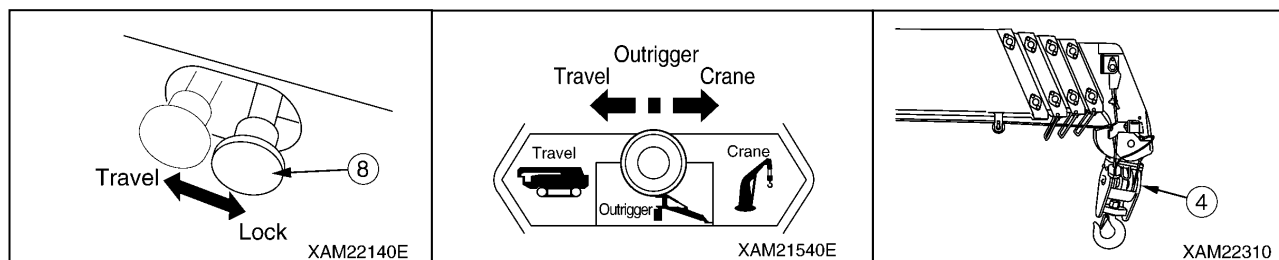 Travel
Lock
8
XAM22140E
Outrigger
Travel Crane
Travel
Crane
Outrigger
XAM21540E
4
XAM22310